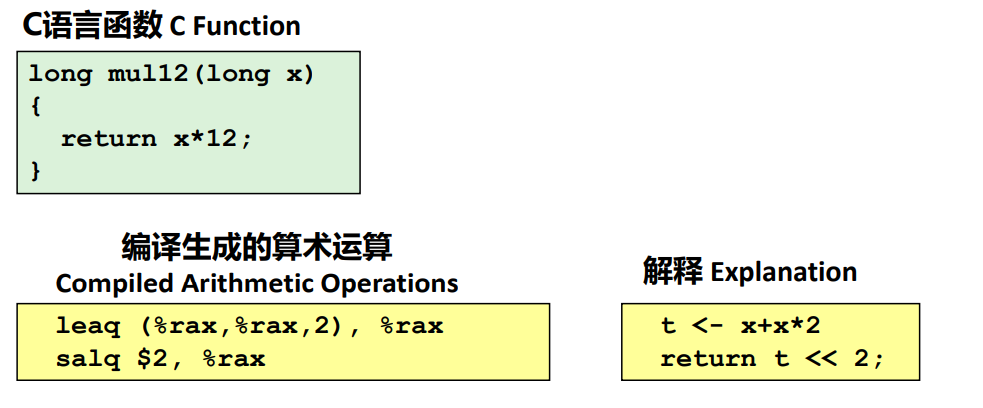 C语言函数 C Function
long mul12(long x)
{
  return x*12;
}
编译生成的算术运算
Compiled Arithmetic Operations
leaq (%rax,%rax,2), %rax
salq $2, %rax
解释 Explanation
t <- x+x*2
return t << 2;